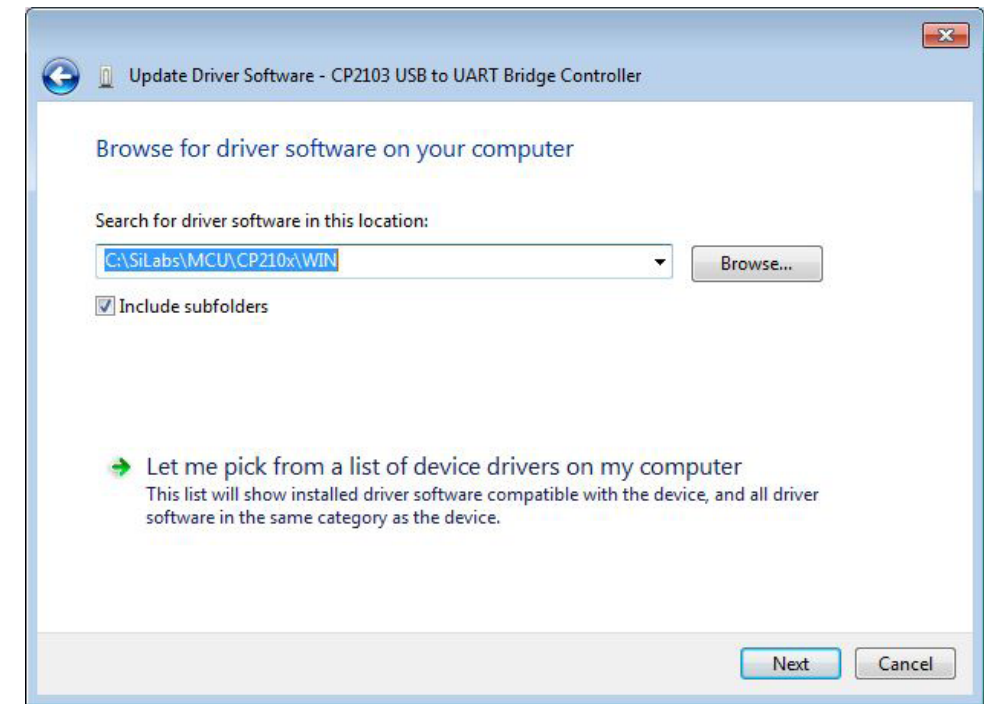 Update Driver Software - CP2103 USB to UART Bridge Controller
Browse for driver software on your computer
Search for driver software in this location:
C:\SiLabs\MCU\CP210x\WIN
Browse...
Include subfolders
Let me pick from a list of device drivers on my computer
This list will show installed driver software compatible with the device, and all driver
software in the same category as the device.
Next
Cancel